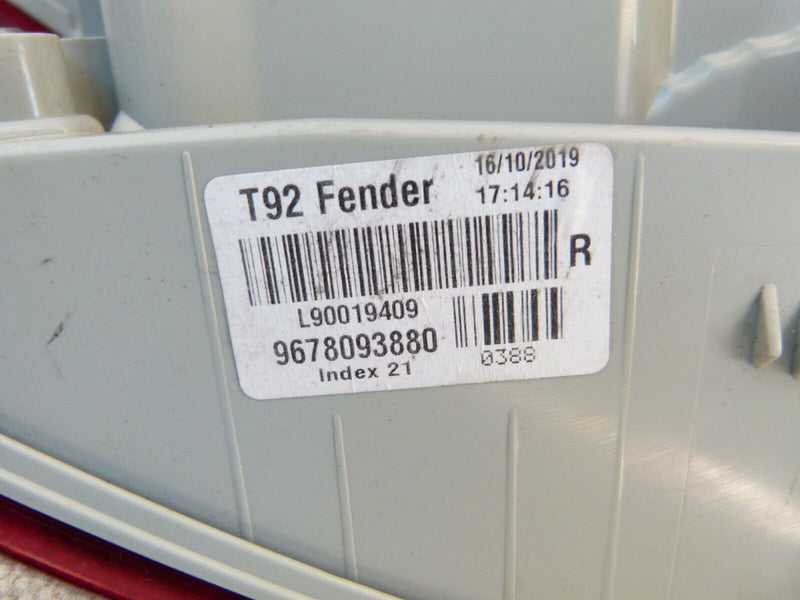 T92 Fender
16/10/2019
17:14:16
R
L90019409
9678093880
Index 21
0388